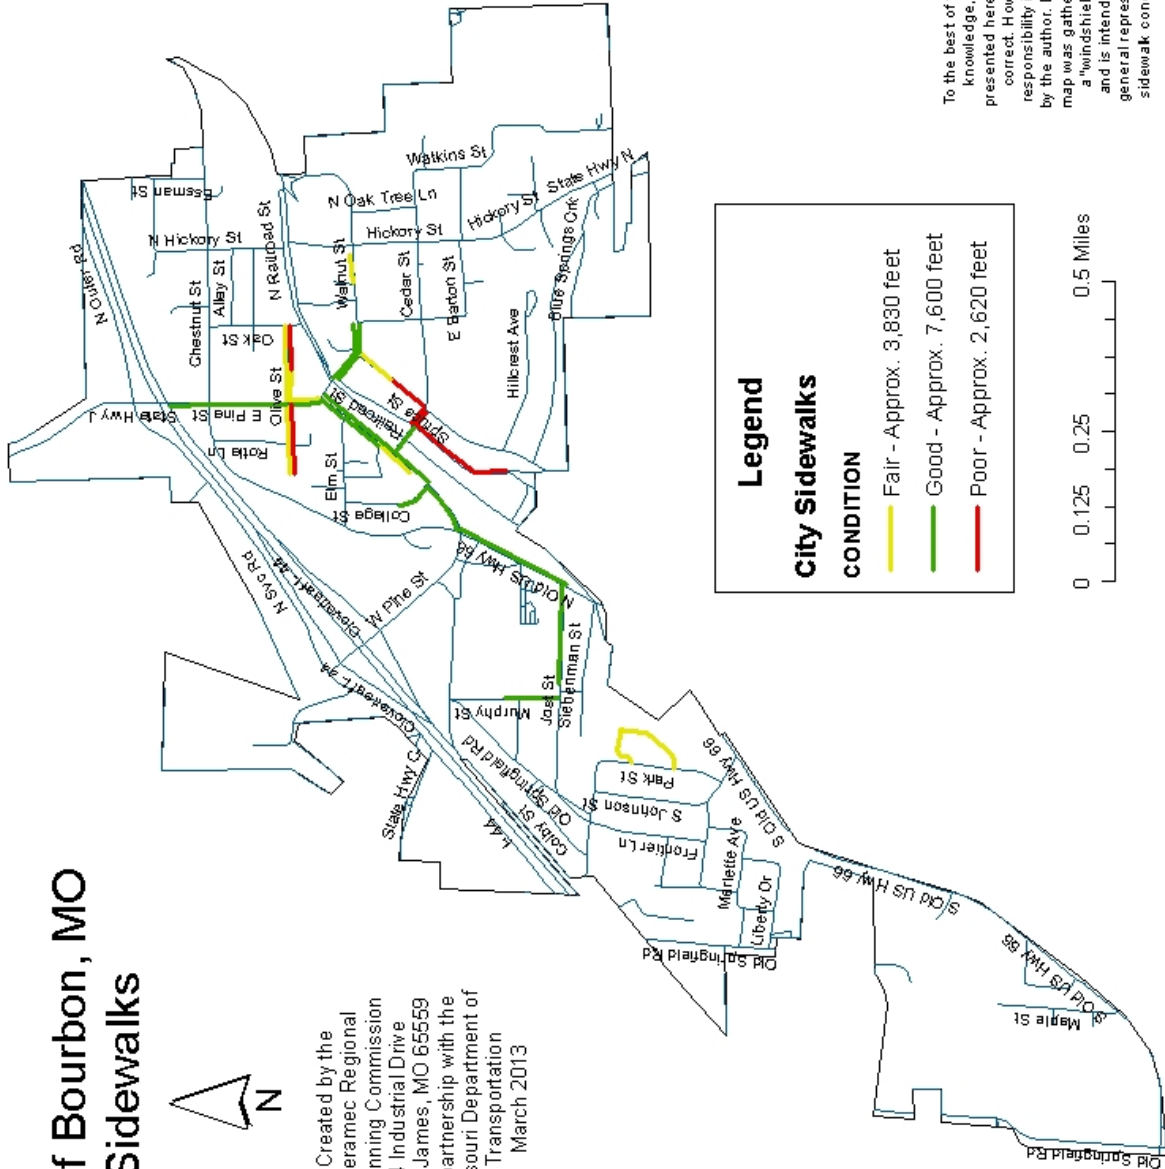 f Bourbon, MO
Sidewalks
N
Created by the
eramec Regional
nning Commission
Industrial Drive
James, MO 65559
artnership with the
souri Department of
Transportation
March 2013
To the best of
knowledge,
presented here
correct. How
responsibility
by the author.
map was gathe
a "windshiel
and is intend
general repres
sidewalk con
Legend
City Sidewalks
CONDITION
Fair - Approx. 3,830 feet
Good - Approx. 7,600 feet
Poor - Approx. 2,620 feet
0 0.125 0.25 0.5 Miles
N Outer Rd
State Hwy J
Essman St
N Hickory St
Chestnut St
Alley St
N Railroad St
Oak St
Olive St
E Pine St
Rotia Ln
Elm St
College St
Railroad St
Spruce St
Walnut St
N Oak Tree Ln
Watkins St
Hickory St
Hickory St
State Hwy N
Cedar St
E Barton St
Hillcrest Ave
Blue Springs Crk
N Svc Rd
Cloverleaf I-44
W Pine St
N Old US Hwy 66
Cloverleaf I-44
State Hwy C
Murphy St
Jost St
Siebenman St
Old Springfield Rd
Colby St
I-44
Park St
S Johnson St
Frontier Ln
Marlette Ave
Liberty Dr
Old Springfield Rd
S Old US Hwy 66
S Old US Hwy 66
S Old US Hwy 66
Maple St
Old Springfield Rd